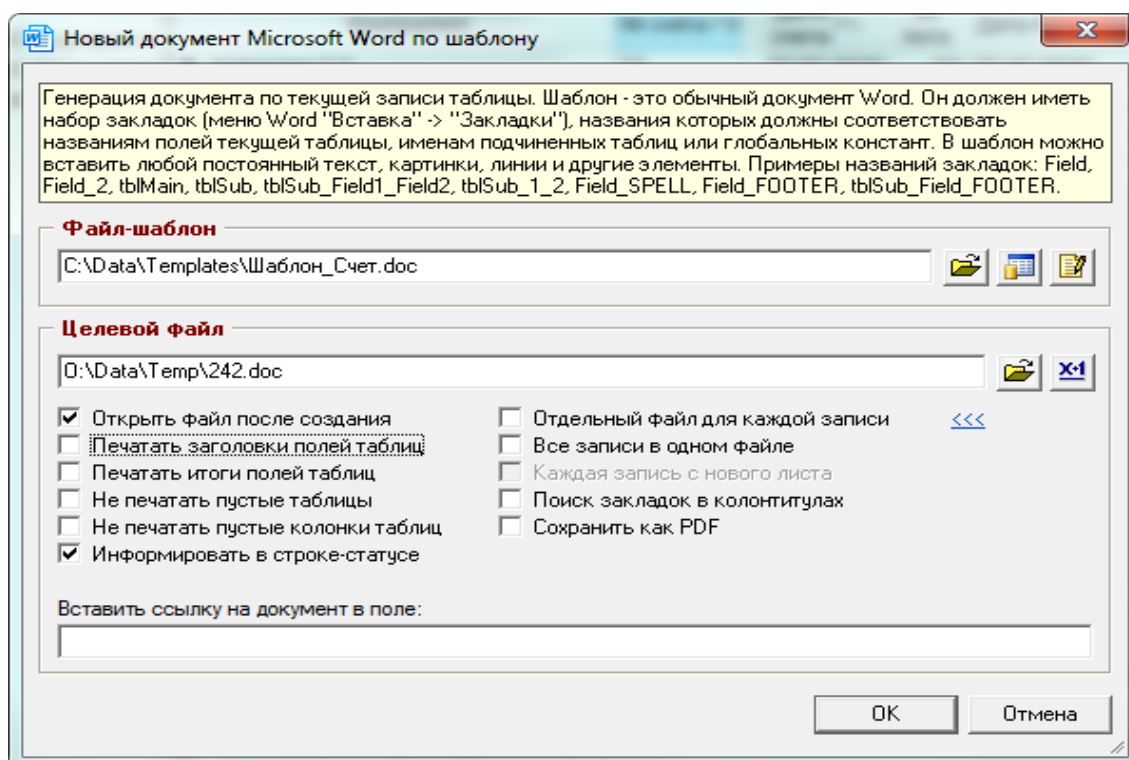 Новый документ Microsoft Word по шаблону
Генерация документа по текущей записи таблицы. Шаблон - это обычный документ Word. Он должен иметь
набор закладок (меню Word "Вставка" -> "Закладки"), названия которых должны соответствовать
названиям полей текущей таблицы, именам подчиненных таблиц или глобальных констант. В шаблон можно
вставить любой постоянный текст, картинки, линии и другие элементы. Примеры названий закладок: Field,
Field_2, tblMain, tblSub, tblSub_Field1_Field2, tblSub_1_2, Field_SPELL, Field_FOOTER, tblSub_Field_FOOTER.
Файл-шаблон
C:\Data\Templates\Шаблон_Счет.doc
Целевой файл
O:\Data\Temp\242.doc
X+1
Открыть файл после создания
Печатать заголовки полей таблиц
Печатать итоги полей таблиц
Не печатать пустые таблицы
Не печатать пустые колонки таблиц
Информировать в строке-статусе
Отдельный файл для каждой записи <<<
Все записи в одном файле
Каждая запись с нового листа
Поиск закладок в колонтитулах
Сохранить как PDF
Вставить ссылку на документ в поле:
OK
Отмена